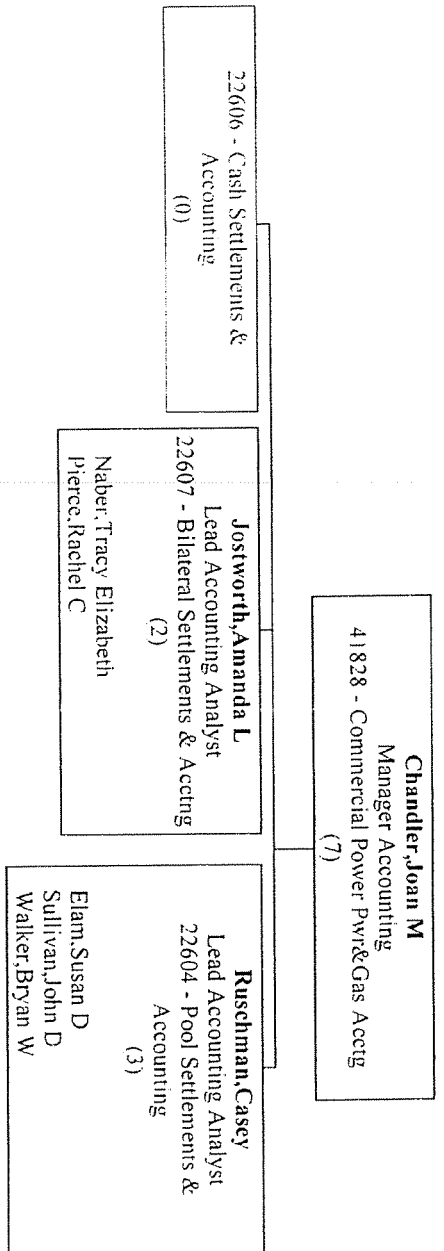 Chandler,Joan M
Manager Accounting
41828 - Commercial Power Pwr&Gas Acctg
(7)
22606 - Cash Settlements &
Accounting
(0)
Jostworth,Amanda L
Lead Accounting Analyst
22607 - Bilateral Settlements & Acctng
(2)
Naber,Tracy Elizabeth
Pierce,Rachel C
Ruschman,Casey
Lead Accounting Analyst
22604 - Pool Settlements &
Accounting
(3)
Elam,Susan D
Sullivan,John D
Walker,Bryan W